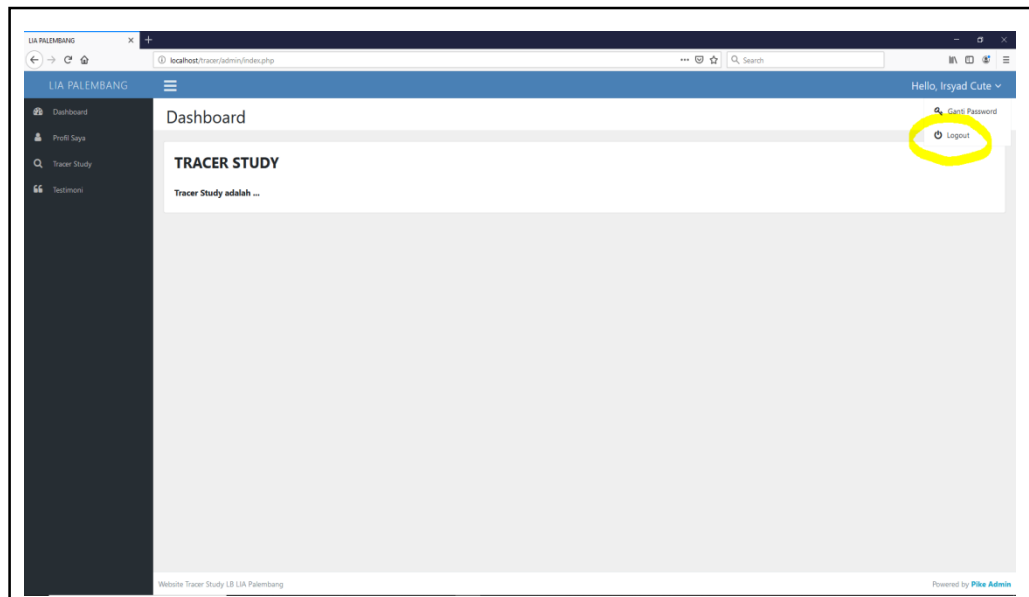 LIA PALEMBANG
localhost/tracer/admin/index.php
Search
LIA PALEMBANG
Hello, Irsyad Cute
Dashboard
Profil Saya
Tracer Study
Testimoni
Dashboard
Ganti Password
Logout
TRACER STUDY
Tracer Study adalah ...
Website Tracer Study LB LIA Palembang
Powered by Pike Admin